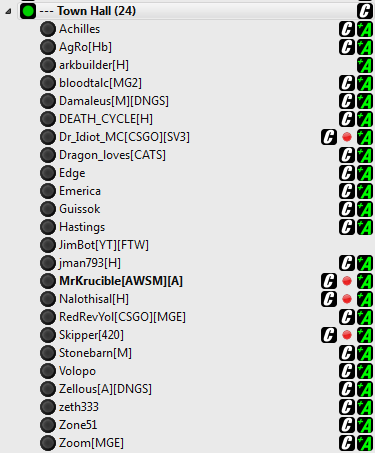 --- Town Hall (24) C
Achilles C +A
AgRo[Hb] C +A
arkbuilder[H] +A
bloodtalc[MG2] C +A
Damaleus[M][DNGS] C +A
DEATH_CYCLE[H] C +A
Dr_Idiot_MC[CSGO][SV3] C +A
Dragon_loves[CATS] C +A
Edge C +A
Emerica C +A
Guissok C +A
Hastings C +A
JimBot[YT][FTW]
jman793[H] C +A
MrKrucible[AWSM][A] C +A
Nalothisal[H] C +A
RedRevYol[CSGO][MGE] C +A
Skipper[420] C +A
Stonebarn[M] C +A
Volopo C +A
Zellous[A][DNGS] C +A
zeth333 C +A
Zone51 C +A
Zoom[MGE] C +A